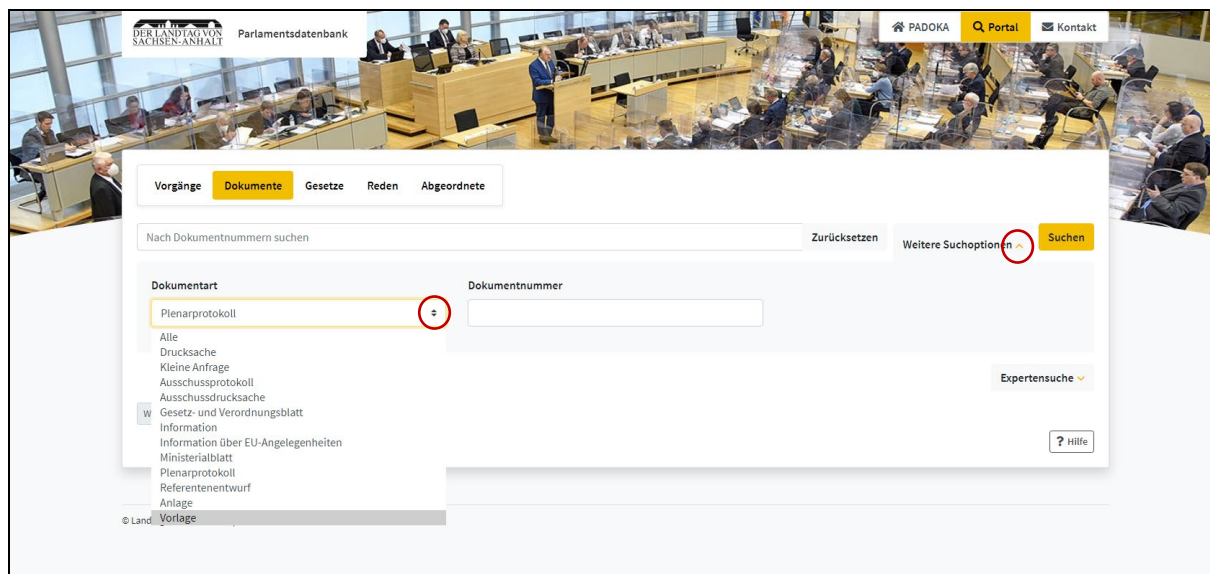 DER LANDTAG VON
SACHSEN-ANHALT
Parlamentsdatenbank
PADOKA Portal Kontakt
Vorgänge Dokumente Gesetze Reden Abgeordnete
Nach Dokumentnummern suchen Zurücksetzen Weitere Suchoptionen Suchen
Dokumentart Dokumentnummer
Plenarprotokoll
Alle
Drucksache
Kleine Anfrage
Ausschussprotokoll
Ausschussdrucksache
Gesetz- und Verordnungsblatt
Information
Information über EU-Angelegenheiten
Ministerialblatt
Plenarprotokoll
Referentenentwurf
Anlage
Vorlage
Expertensuche
W
? Hilfe
© Land